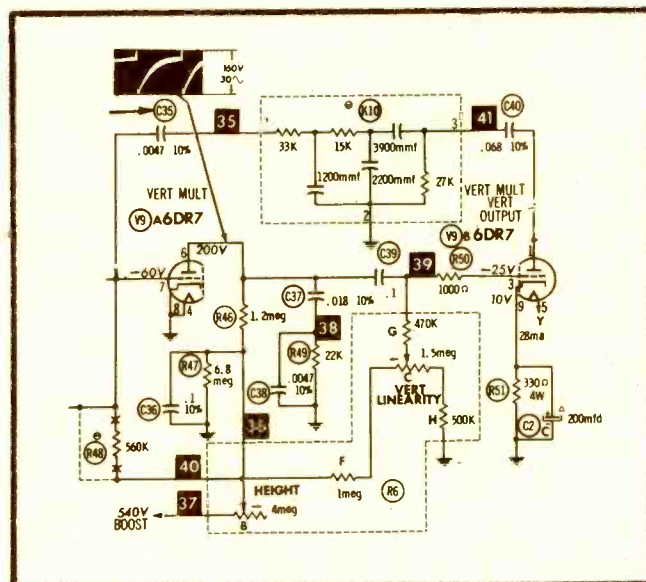 160V
30∿
C35
35
1
X10
3
41
C40
.0047 10%
33K
15K
3900mmf
.068 10%
1200mmf
2200mmf
27K
2
VERT MULT
V9 A 6DR7
VERT MULT
VERT
OUTPUT
V9 B 6DR7
6
200V
-60V
7
8
4
C39
.1
39
R50
1000Ω
-25V
1
3
10V
9
5
Y
28ma
R46
1.2meg
C37
.018 10%
38
R49
22K
G
470K
1.5meg
C
VERT
LINEARITY
R47
6.8
meg
C36
.1
10%
C38
.0047
10%
H
500K
R51
330Ω
4W
C2
C
200mfd
36
R48
560K
40
F
1meg
R6
37
HEIGHT
4meg
B
540V
BOOST